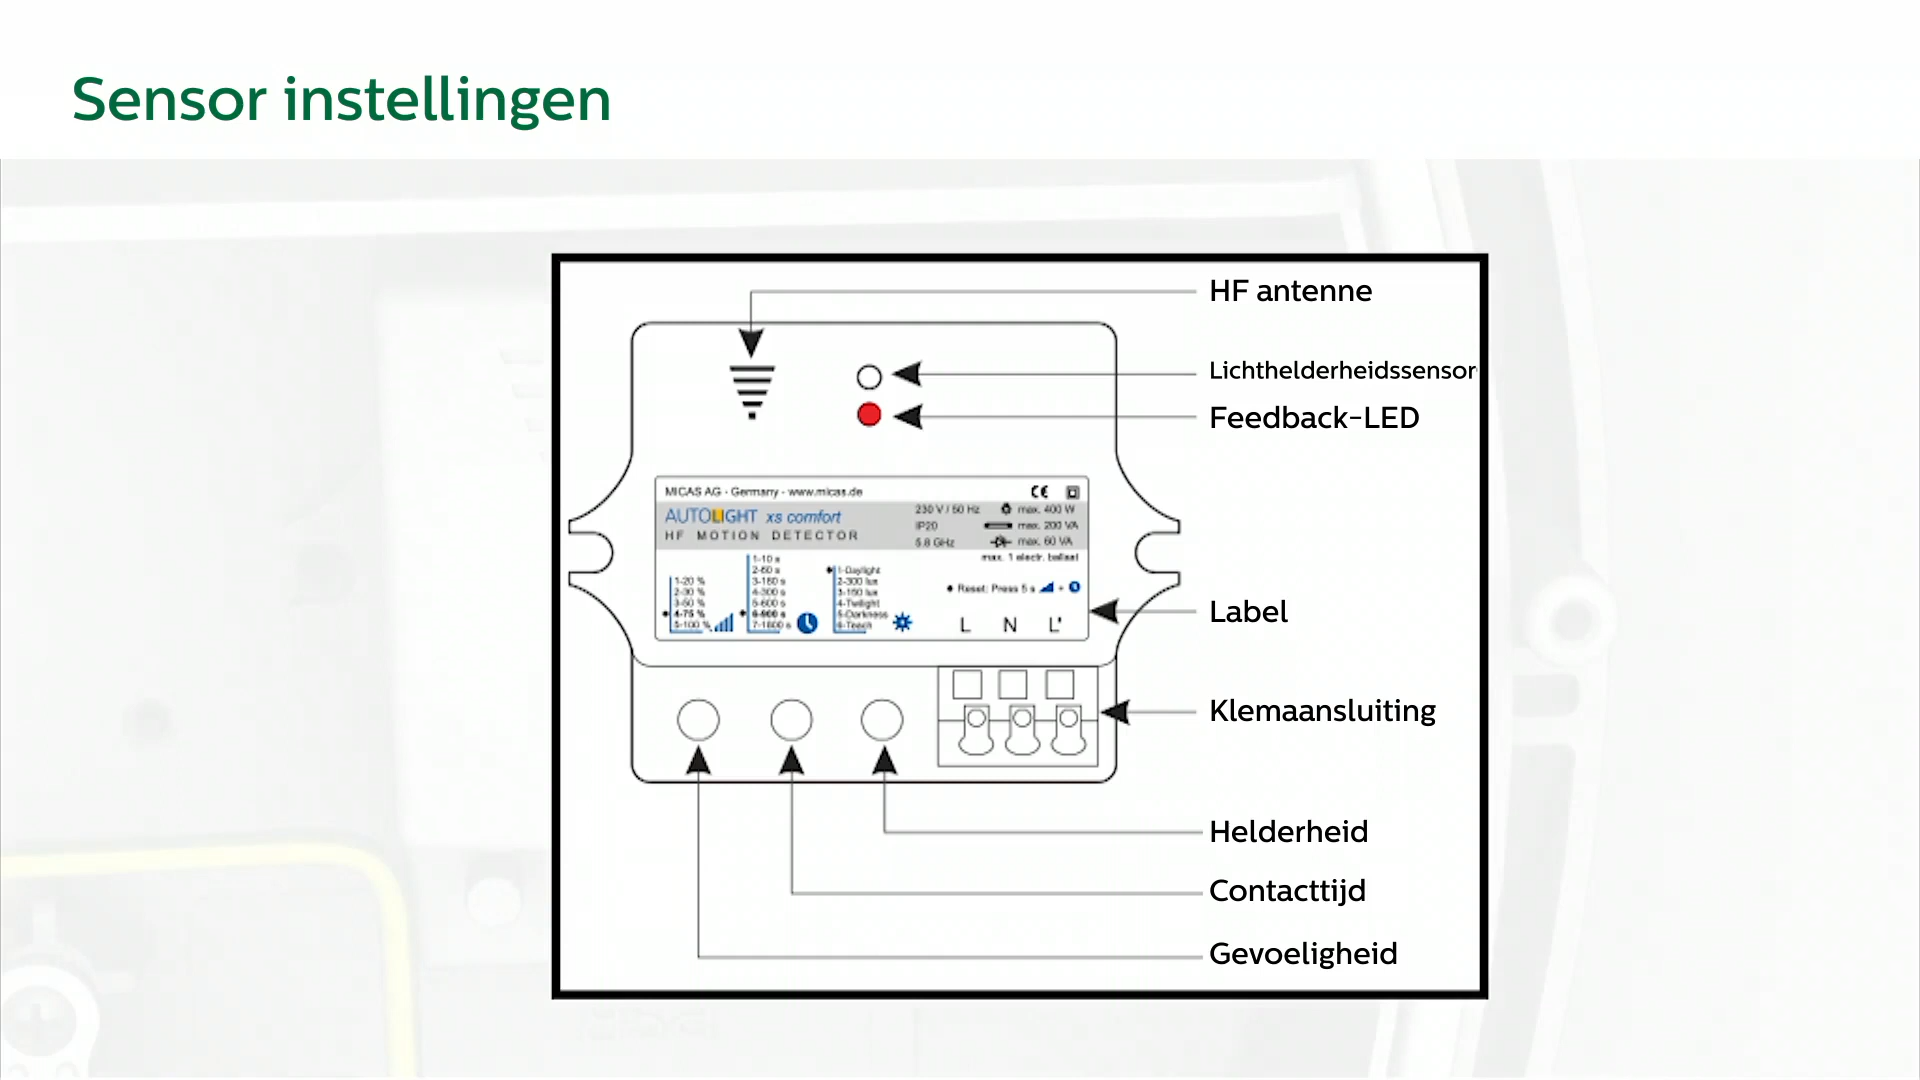 Sensor instellingen
HF antenne
Lichthelderheidssensor
Feedback-LED
MICAS AG - Germany - www.micas.de
CE
AUTOLIGHT xs comfort
HF MOTION DETECTOR
230 V / 50 Hz max. 400 W
IP20 max. 200 VA
5.8 GHz max. 60 VA
max. 1 electr. ballast
1-20 %
2-30 %
3-50 %
4-75 %
5-100 %
1-10 s
2-60 s
3-180 s
4-300 s
5-600 s
6-900 s
7-1800 s
1-Daylight
2-300 lux
3-150 lux
4-Twilight
5-Darkness
6-Teach
Reset: Press 5 s +
L N L'
Label
Klemaansluiting
Helderheid
Contacttijd
Gevoeligheid